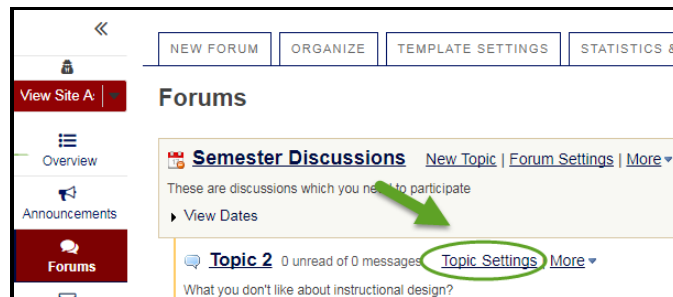 «
NEW FORUM ORGANIZE TEMPLATE SETTINGS STATISTICS &
View Site A:
Forums
Overview
Semester Discussions New Topic | Forum Settings | More
These are discussions which you need to participate
View Dates
Announcements
Topic 2 0 unread of 0 messages Topic Settings | More
Forums
What you don't like about instructional design?